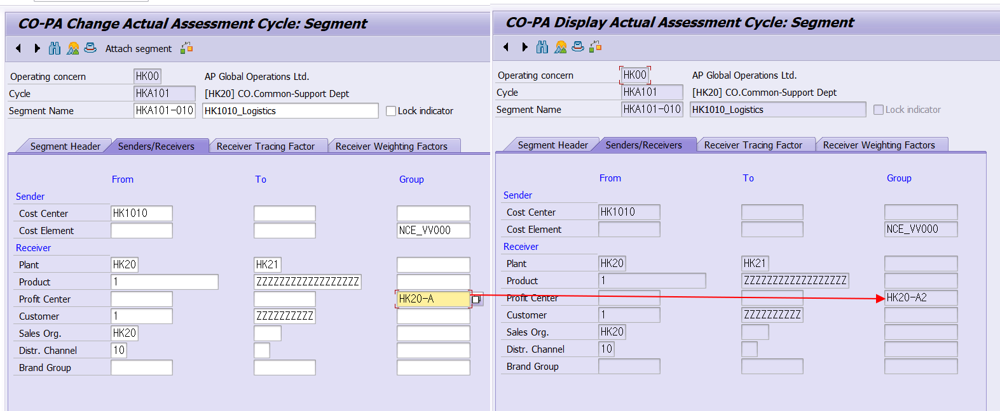 CO-PA Change Actual Assessment Cycle: Segment
Attach segment
Operating concern HK00 AP Global Operations Ltd.
Cycle HKA101 [HK20] CO.Common-Support Dept
Segment Name HKA101-010 HK1010_Logistics Lock indicator
Segment Header Senders/Receivers Receiver Tracing Factor Receiver Weighting Factors
From To Group
Sender
Cost Center HK1010
Cost Element NCE_VV000
Receiver
Plant HK20 HK21
Product 1 ZZZZZZZZZZZZZZZZZZ
Profit Center HK20-A
Customer 1 ZZZZZZZZZZ
Sales Org. HK20
Distr. Channel 10
Brand Group
CO-PA Display Actual Assessment Cycle: Segment
Operating concern HK00 AP Global Operations Ltd.
Cycle HKA101 [HK20] CO.Common-Support Dept
Segment Name HKA101-010 HK1010_Logistics Lock indicator
Segment Header Senders/Receivers Receiver Tracing Factor Receiver Weighting Factors
From To Group
Sender
Cost Center HK1010
Cost Element NCE_VV000
Receiver
Plant HK20 HK21
Product 1 ZZZZZZZZZZZZZZZZZZ
Profit Center HK20-A2
Customer 1 ZZZZZZZZZZ
Sales Org. HK20
Distr. Channel 10
Brand Group